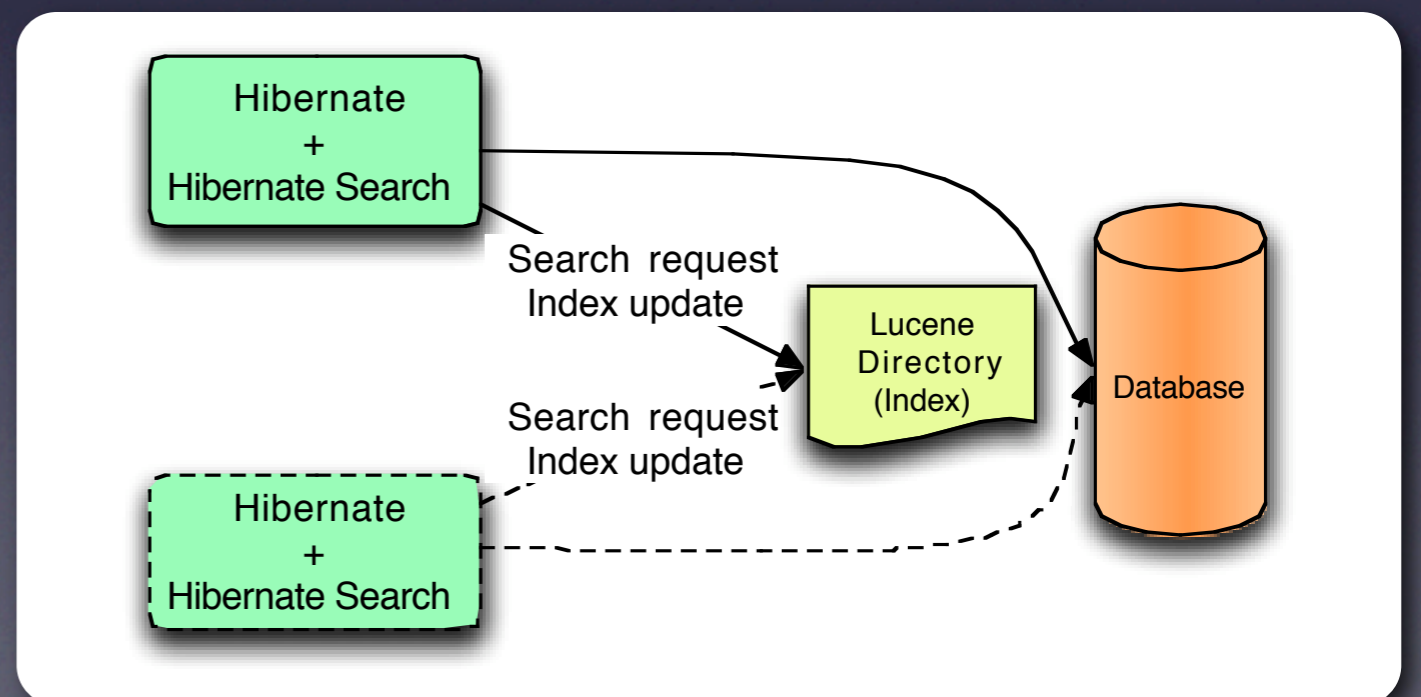 Hibernate
+
Hibernate Search
Search request
Index update
Lucene
Directory
(Index)
Database
Search request
Index update
Hibernate
+
Hibernate Search